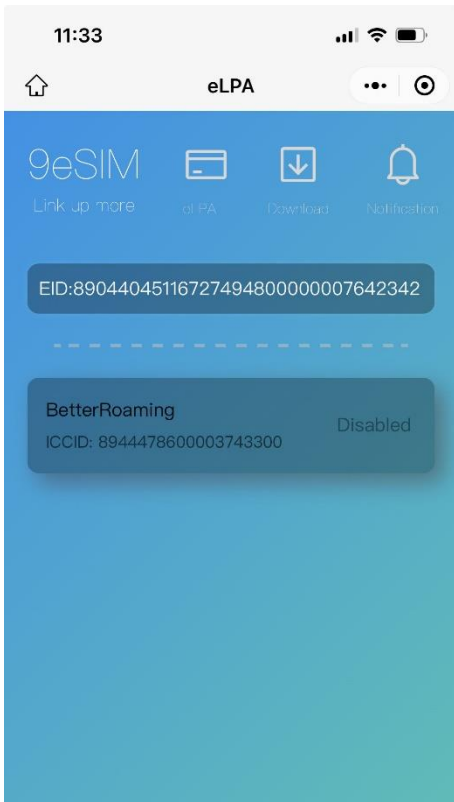 11:33
eLPA
9eSIM
Link up more
eLPA
Download
Notification
EID:89044045116727494800000007642342
BetterRoaming
ICCID: 8944478600003743300
Disabled